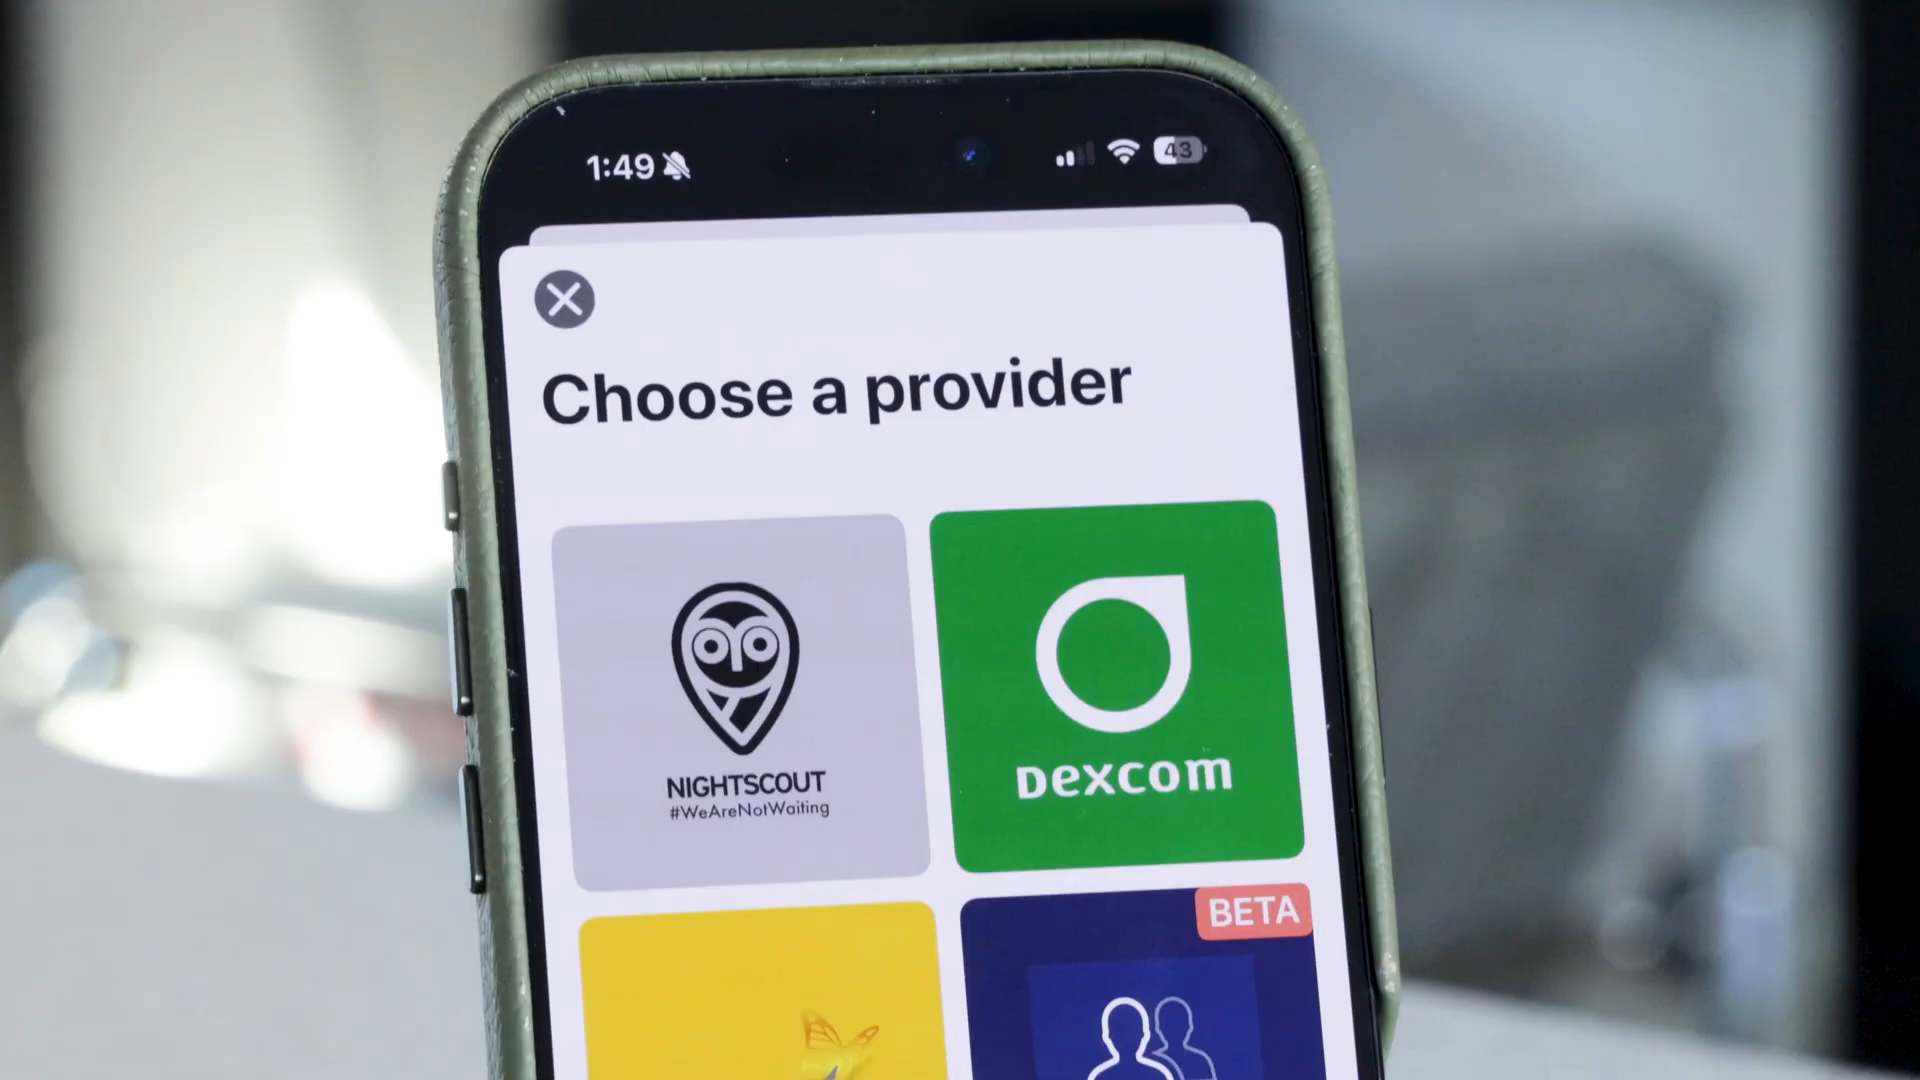 1:49
43
Choose a provider
NIGHTSCOUT
#WeAreNotWaiting
Dexcom
BETA